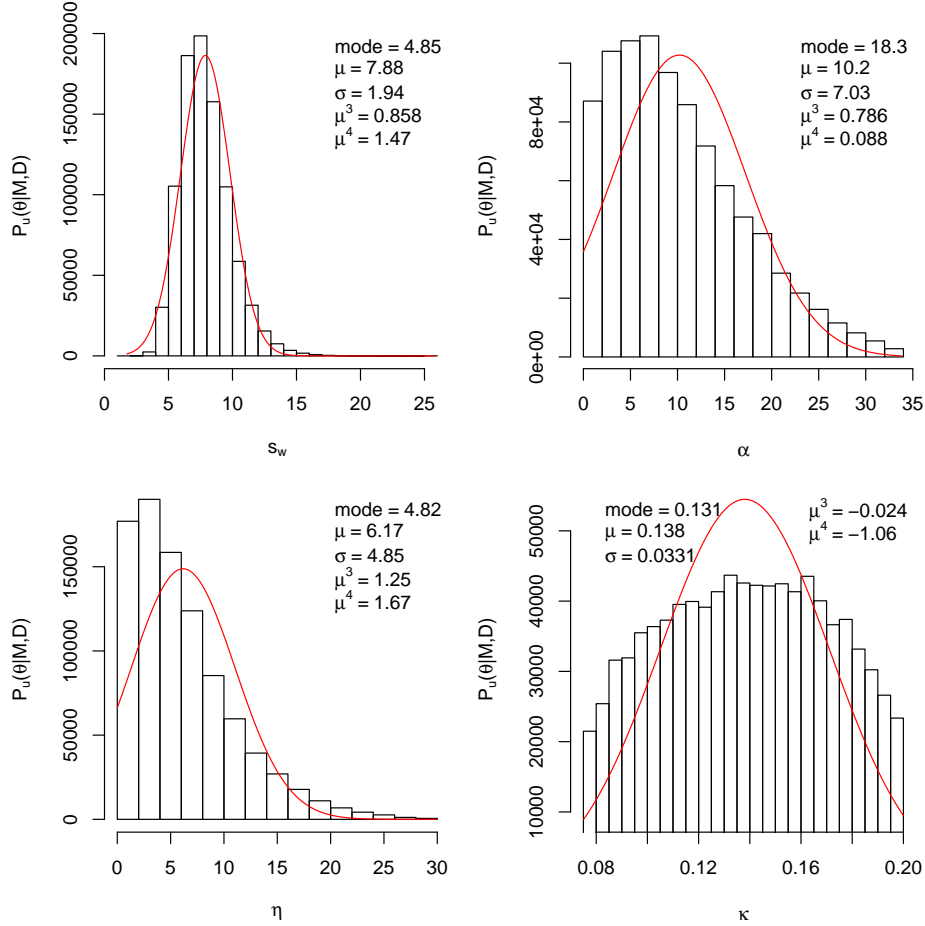 mode = 4.85
μ = 7.88
σ = 1.94
μ³ = 0.858
μ⁴ = 1.47
P_u(θ|M,D)
0 50000 100000 150000 200000
0 5 10 15 20 25
s_w
mode = 18.3
μ = 10.2
σ = 7.03
μ³ = 0.786
μ⁴ = 0.088
P_u(θ|M,D)
0e+00 4e+04 8e+04
0 5 10 15 20 25 30 35
α
mode = 4.82
μ = 6.17
σ = 4.85
μ³ = 1.25
μ⁴ = 1.67
P_u(θ|M,D)
0 50000 100000 150000
0 5 10 15 20 25 30
η
mode = 0.131
μ = 0.138
σ = 0.0331
μ³ = −0.024
μ⁴ = −1.06
P_u(θ|M,D)
10000 20000 30000 40000 50000
0.08 0.12 0.16 0.20
κ